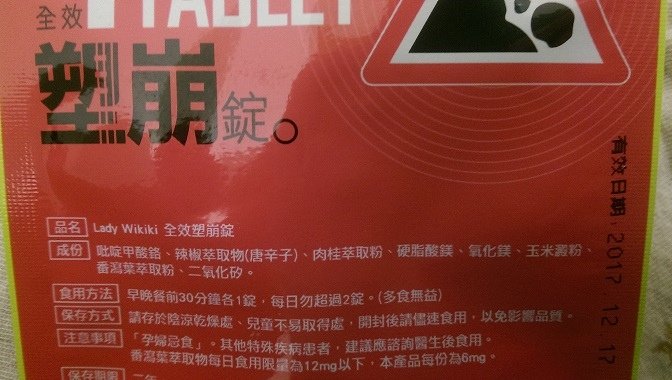 全效
TABLET
塑崩錠。
品名 Lady Wikiki 全效塑崩錠
成份 吡啶甲酸鉻、辣椒萃取物(唐辛子)、肉桂萃取粉、硬脂酸鎂、氧化鎂、玉米澱粉、
番瀉葉萃取粉、二氧化矽。
食用方法 早晚餐前30分鐘各1錠，每日勿超過2錠。(多食無益)
保存方式 請存於陰涼乾燥處、兒童不易取得處，開封後請儘速食用，以免影響品質。
注意事項 「孕婦忌食」。其他特殊疾病患者，建議應諮詢醫生後食用。
番瀉葉萃取物每日食用限量為12mg以下，本產品每份為6mg。
保存期限 二年
有效日期：2017 12 17